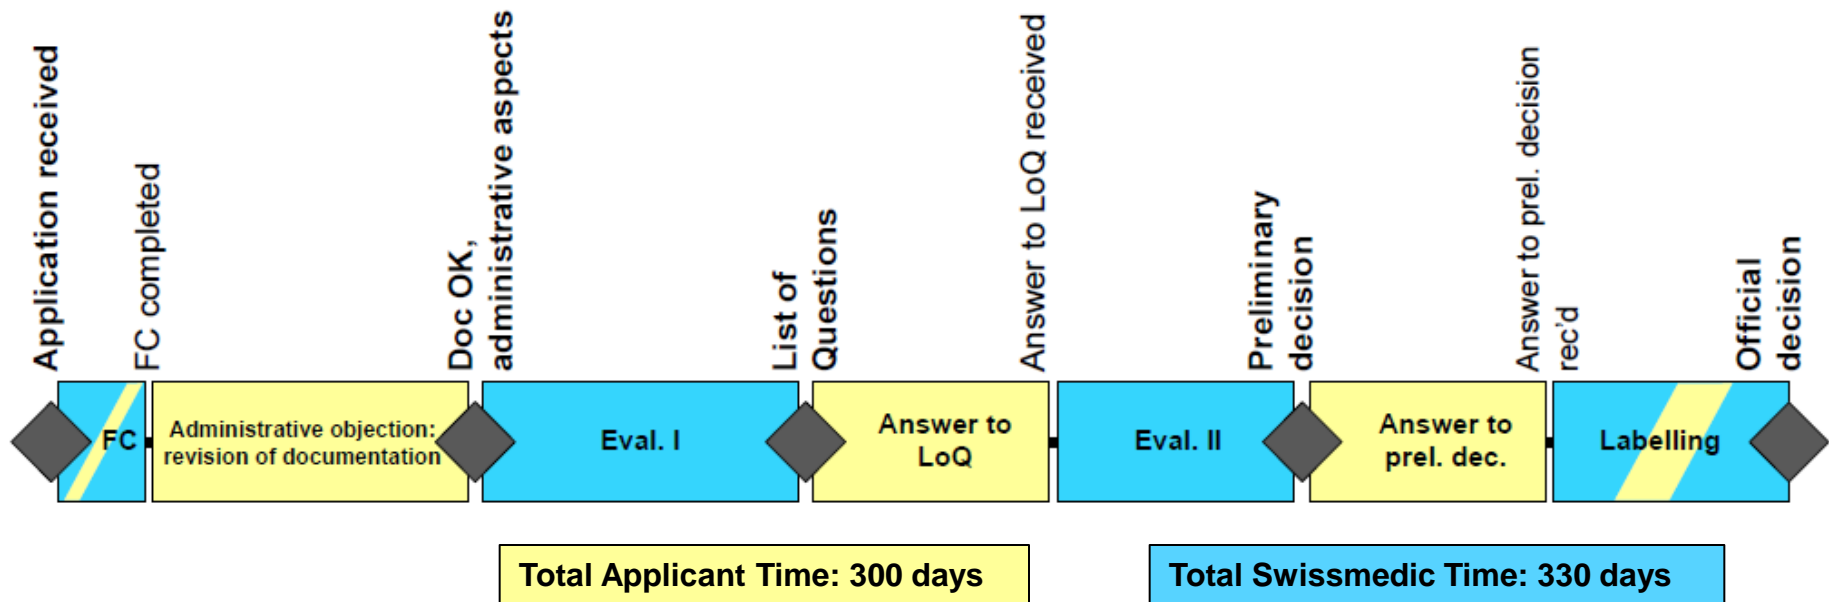 Application received
FC completed
Doc OK,
administrative aspects
List of
Questions
Answer to LoQ received
Preliminary
decision
Answer to prel. decision
rec'd
Official
decision
FC
Administrative objection:
revision of documentation
Eval. I
Answer to
LoQ
Eval. II
Answer to
prel. dec.
Labelling
Total Applicant Time: 300 days
Total Swissmedic Time: 330 days